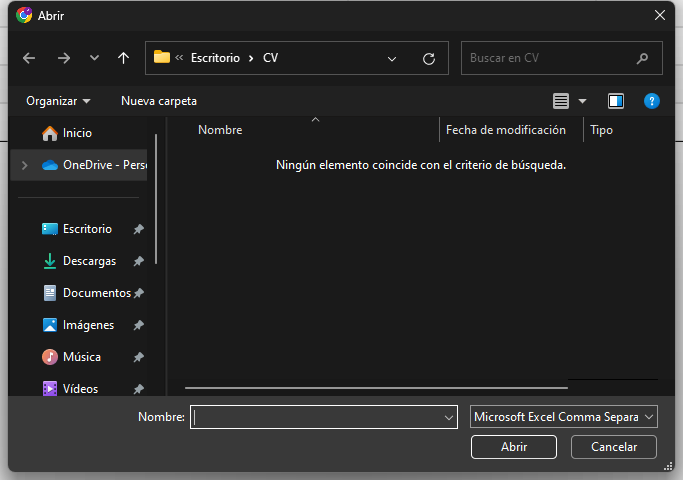 Abrir
Escritorio > CV
Buscar en CV
Organizar
Nueva carpeta
Nombre
Fecha de modificación
Tipo
Inicio
OneDrive - Perso
Ningún elemento coincide con el criterio de búsqueda.
Escritorio
Descargas
Documentos
Imágenes
Música
Vídeos
Nombre:
Microsoft Excel Comma Separa
Abrir
Cancelar